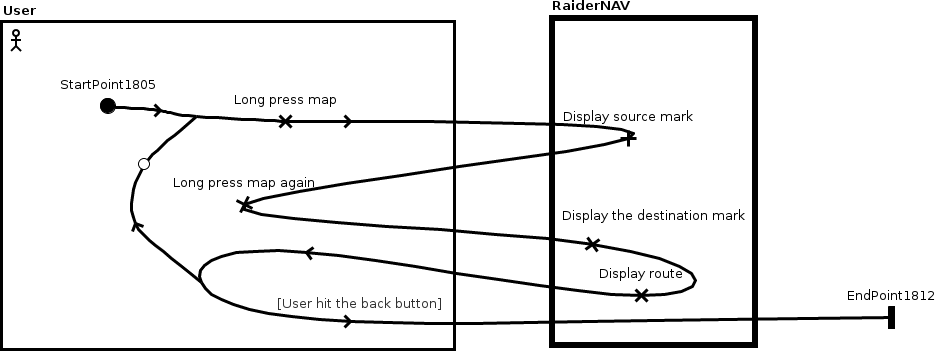 User
RaiderNAV
StartPoint1805
Long press map
Display source mark
Long press map again
Display the destination mark
Display route
[User hit the back button]
EndPoint1812